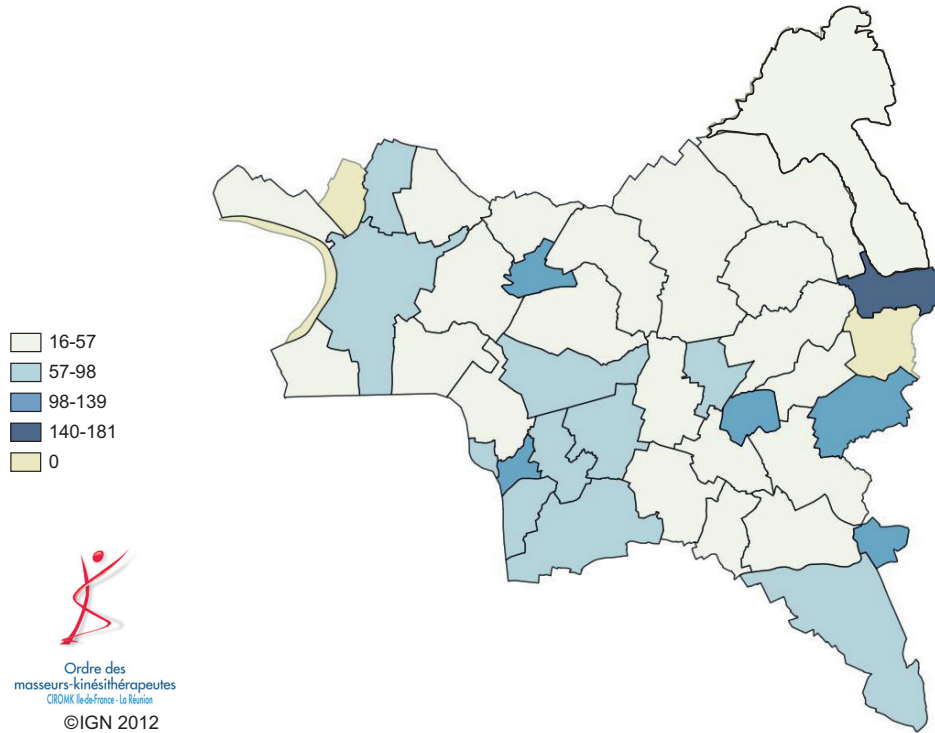 16-57
57-98
98-139
140-181
0
Ordre des
masseurs-kinésithérapeutes
CIROMK Ile-de-France - La Réunion
©IGN 2012